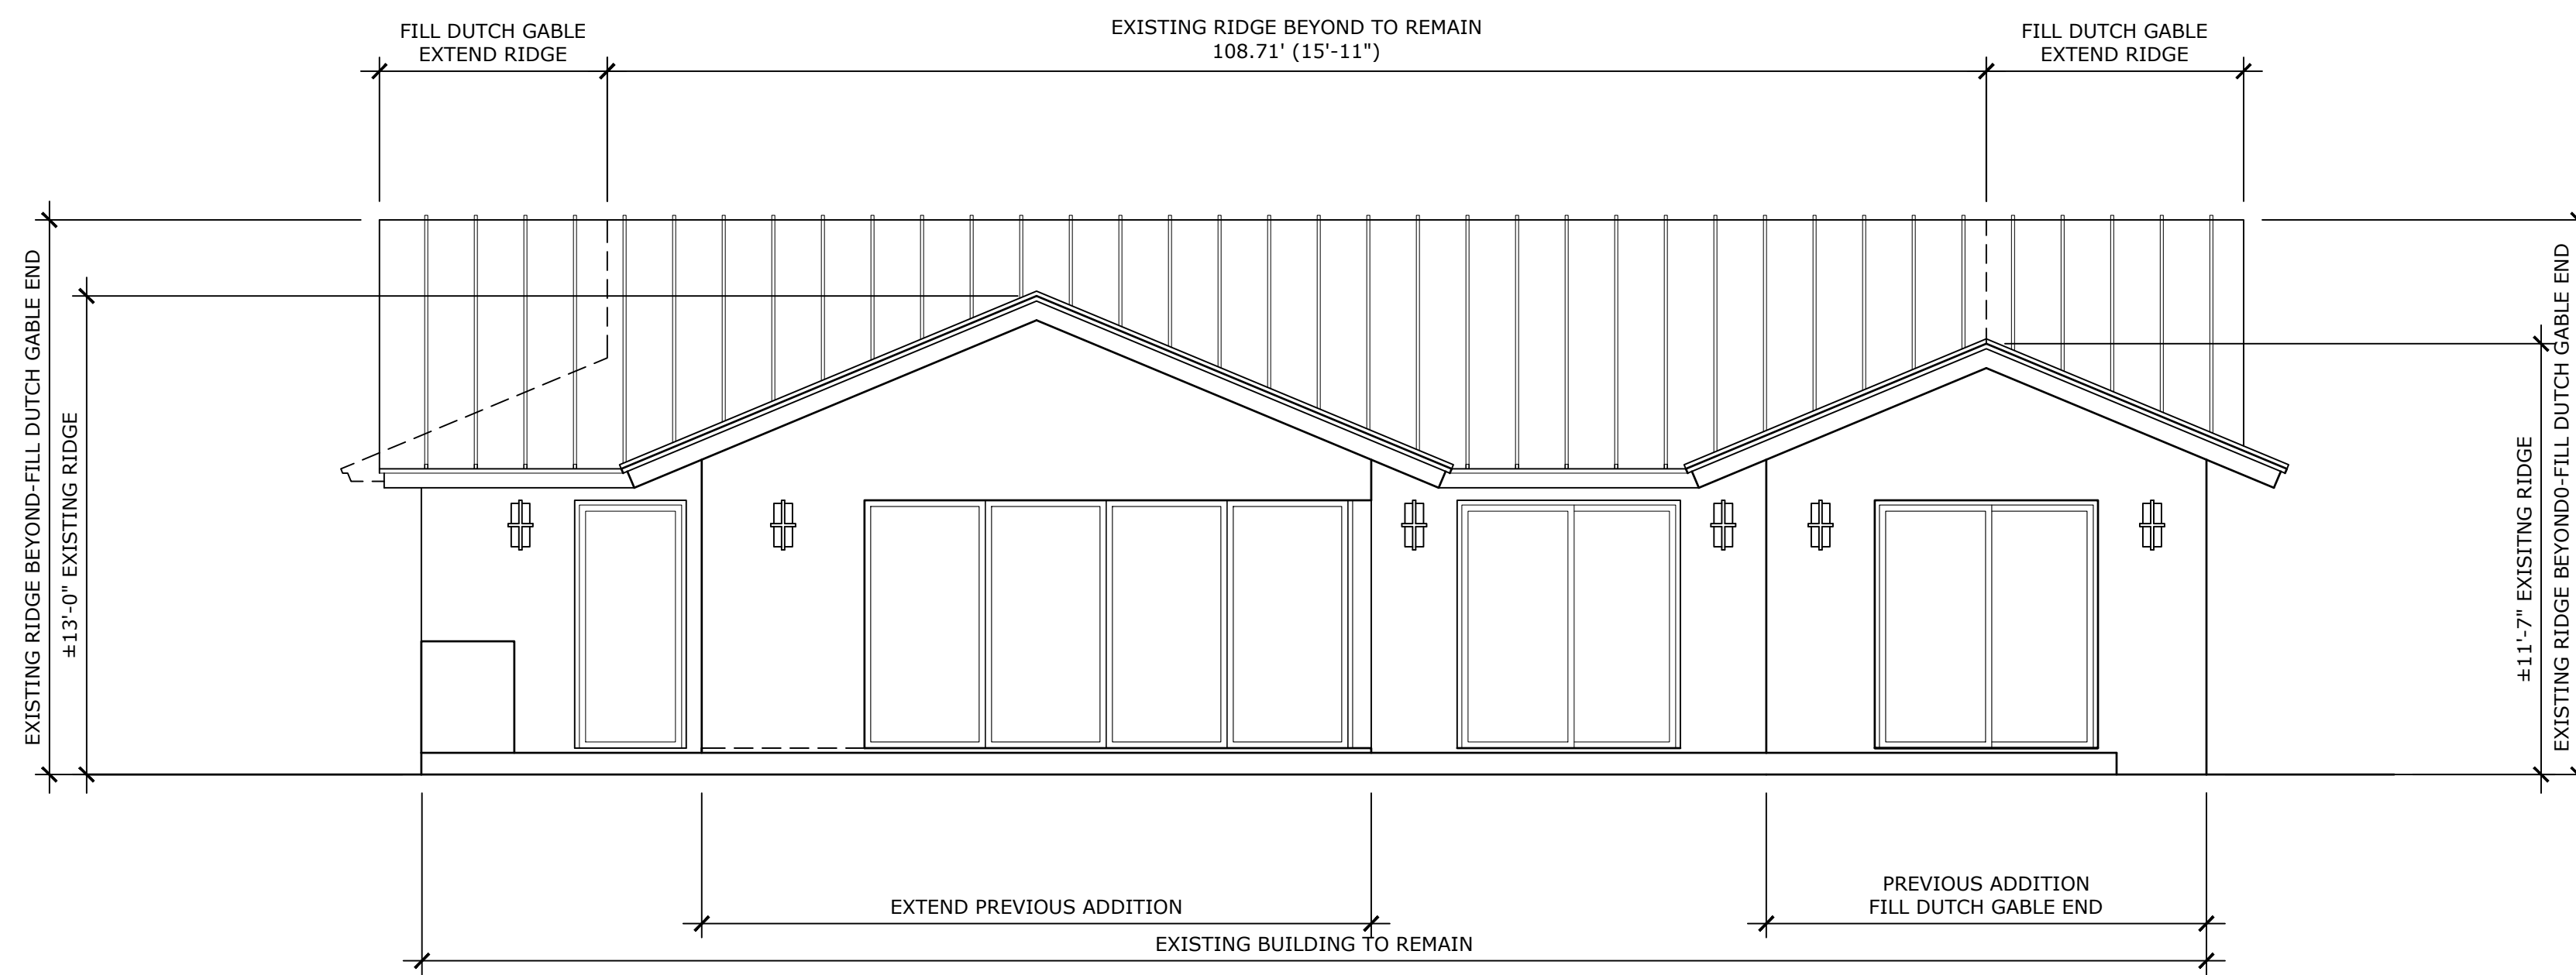 FILL DUTCH GABLE
EXTEND RIDGE
EXISTING RIDGE BEYOND TO REMAIN
108.71' (15'-11")
FILL DUTCH GABLE
EXTEND RIDGE
EXISTING RIDGE BEYOND-FILL DUTCH GABLE END
±13'-0" EXISTING RIDGE
±11'-7" EXISITNG RIDGE
EXISTING RIDGE BEYOND0-FILL DUTCH GABLE END
EXTEND PREVIOUS ADDITION
PREVIOUS ADDITION
FILL DUTCH GABLE END
EXISTING BUILDING TO REMAIN